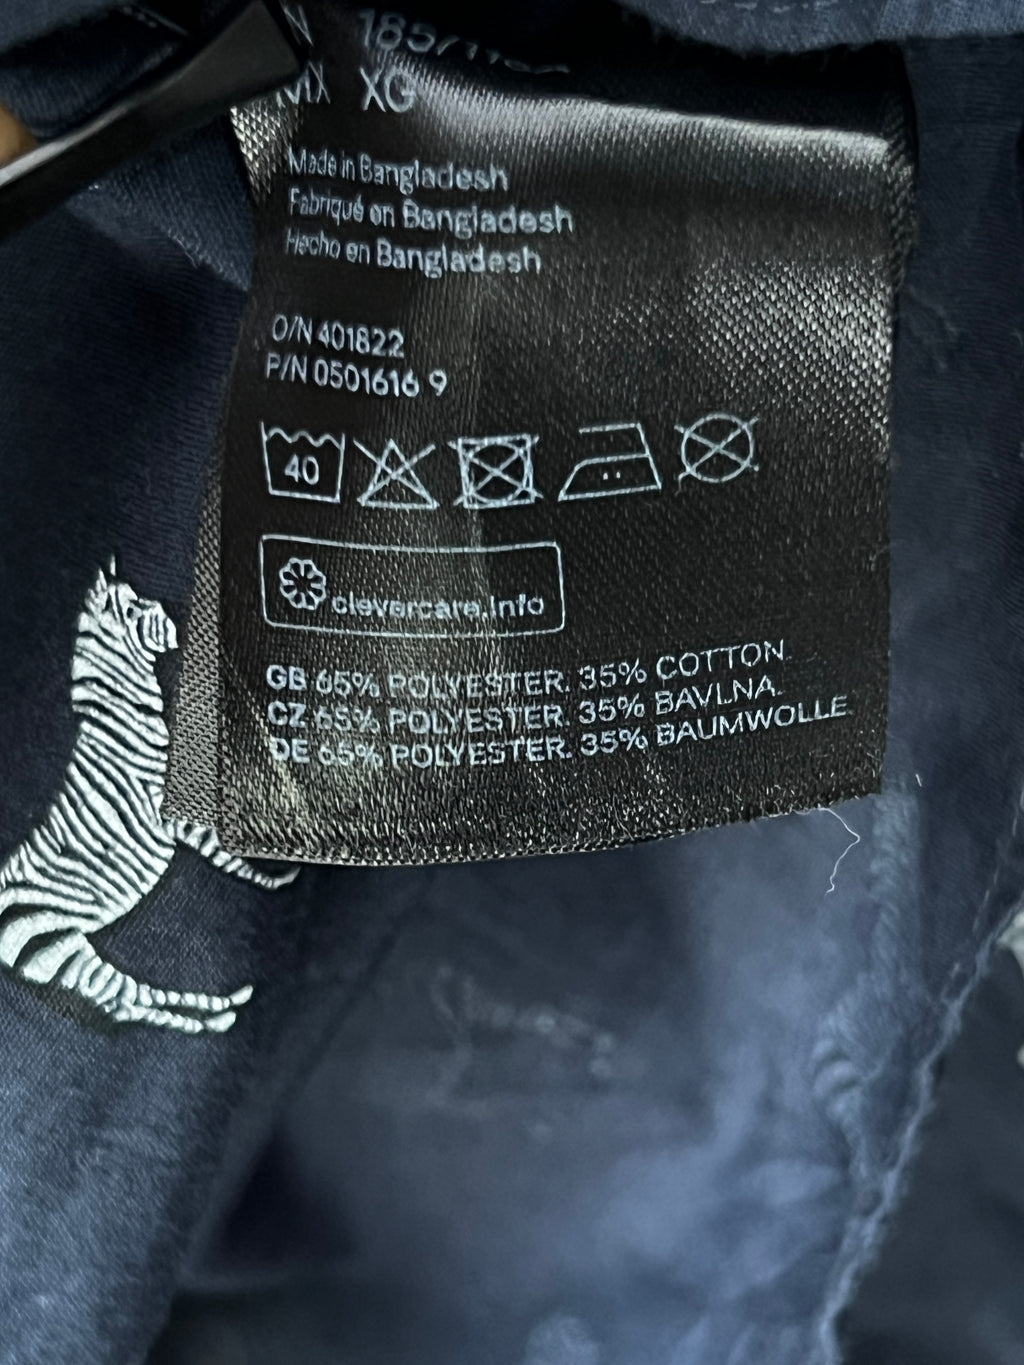 MX XG
Made in Bangladesh
Fabriqué en Bangladesh
Hecho en Bangladesh
O/N 401822
P/N 0501616 9
40
clevercare.info
GB 65% POLYESTER. 35% COTTON
CZ 65% POLYESTER. 35% BAVLNA.
DE 65% POLYESTER. 35% BAUMWOLLE